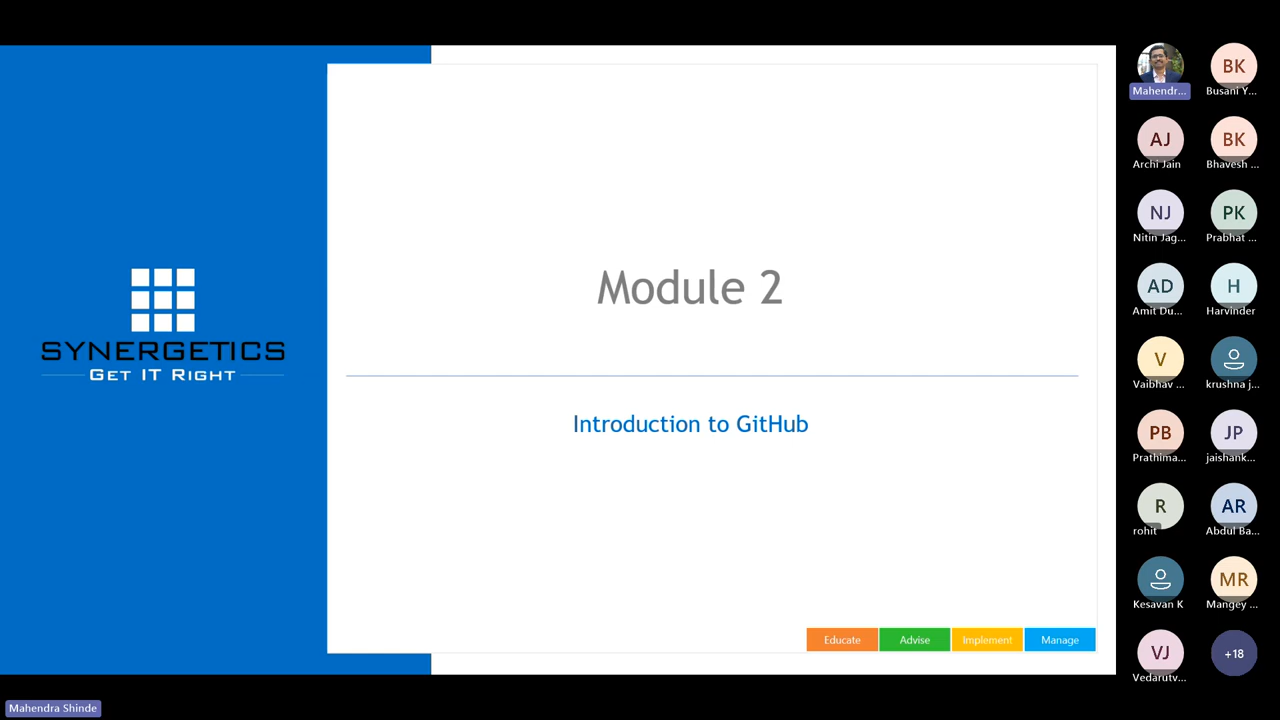 SYNERGETICS
GET IT RIGHT
Module 2
Introduction to GitHub
Educate
Advise
Implement
Manage
Mahendr...
BK
Busani Y...
AJ
Archi Jain
BK
Bhavesh ...
NJ
Nitin Jag...
PK
Prabhat ...
AD
Amit Du...
H
Harvinder
V
Vaibhav ...
krushna j...
PB
Prathima...
JP
jaishank...
R
rohit
AR
Abdul Ba...
Kesavan K
MR
Mangey ...
VJ
Vedarutv...
+18
Mahendra Shinde